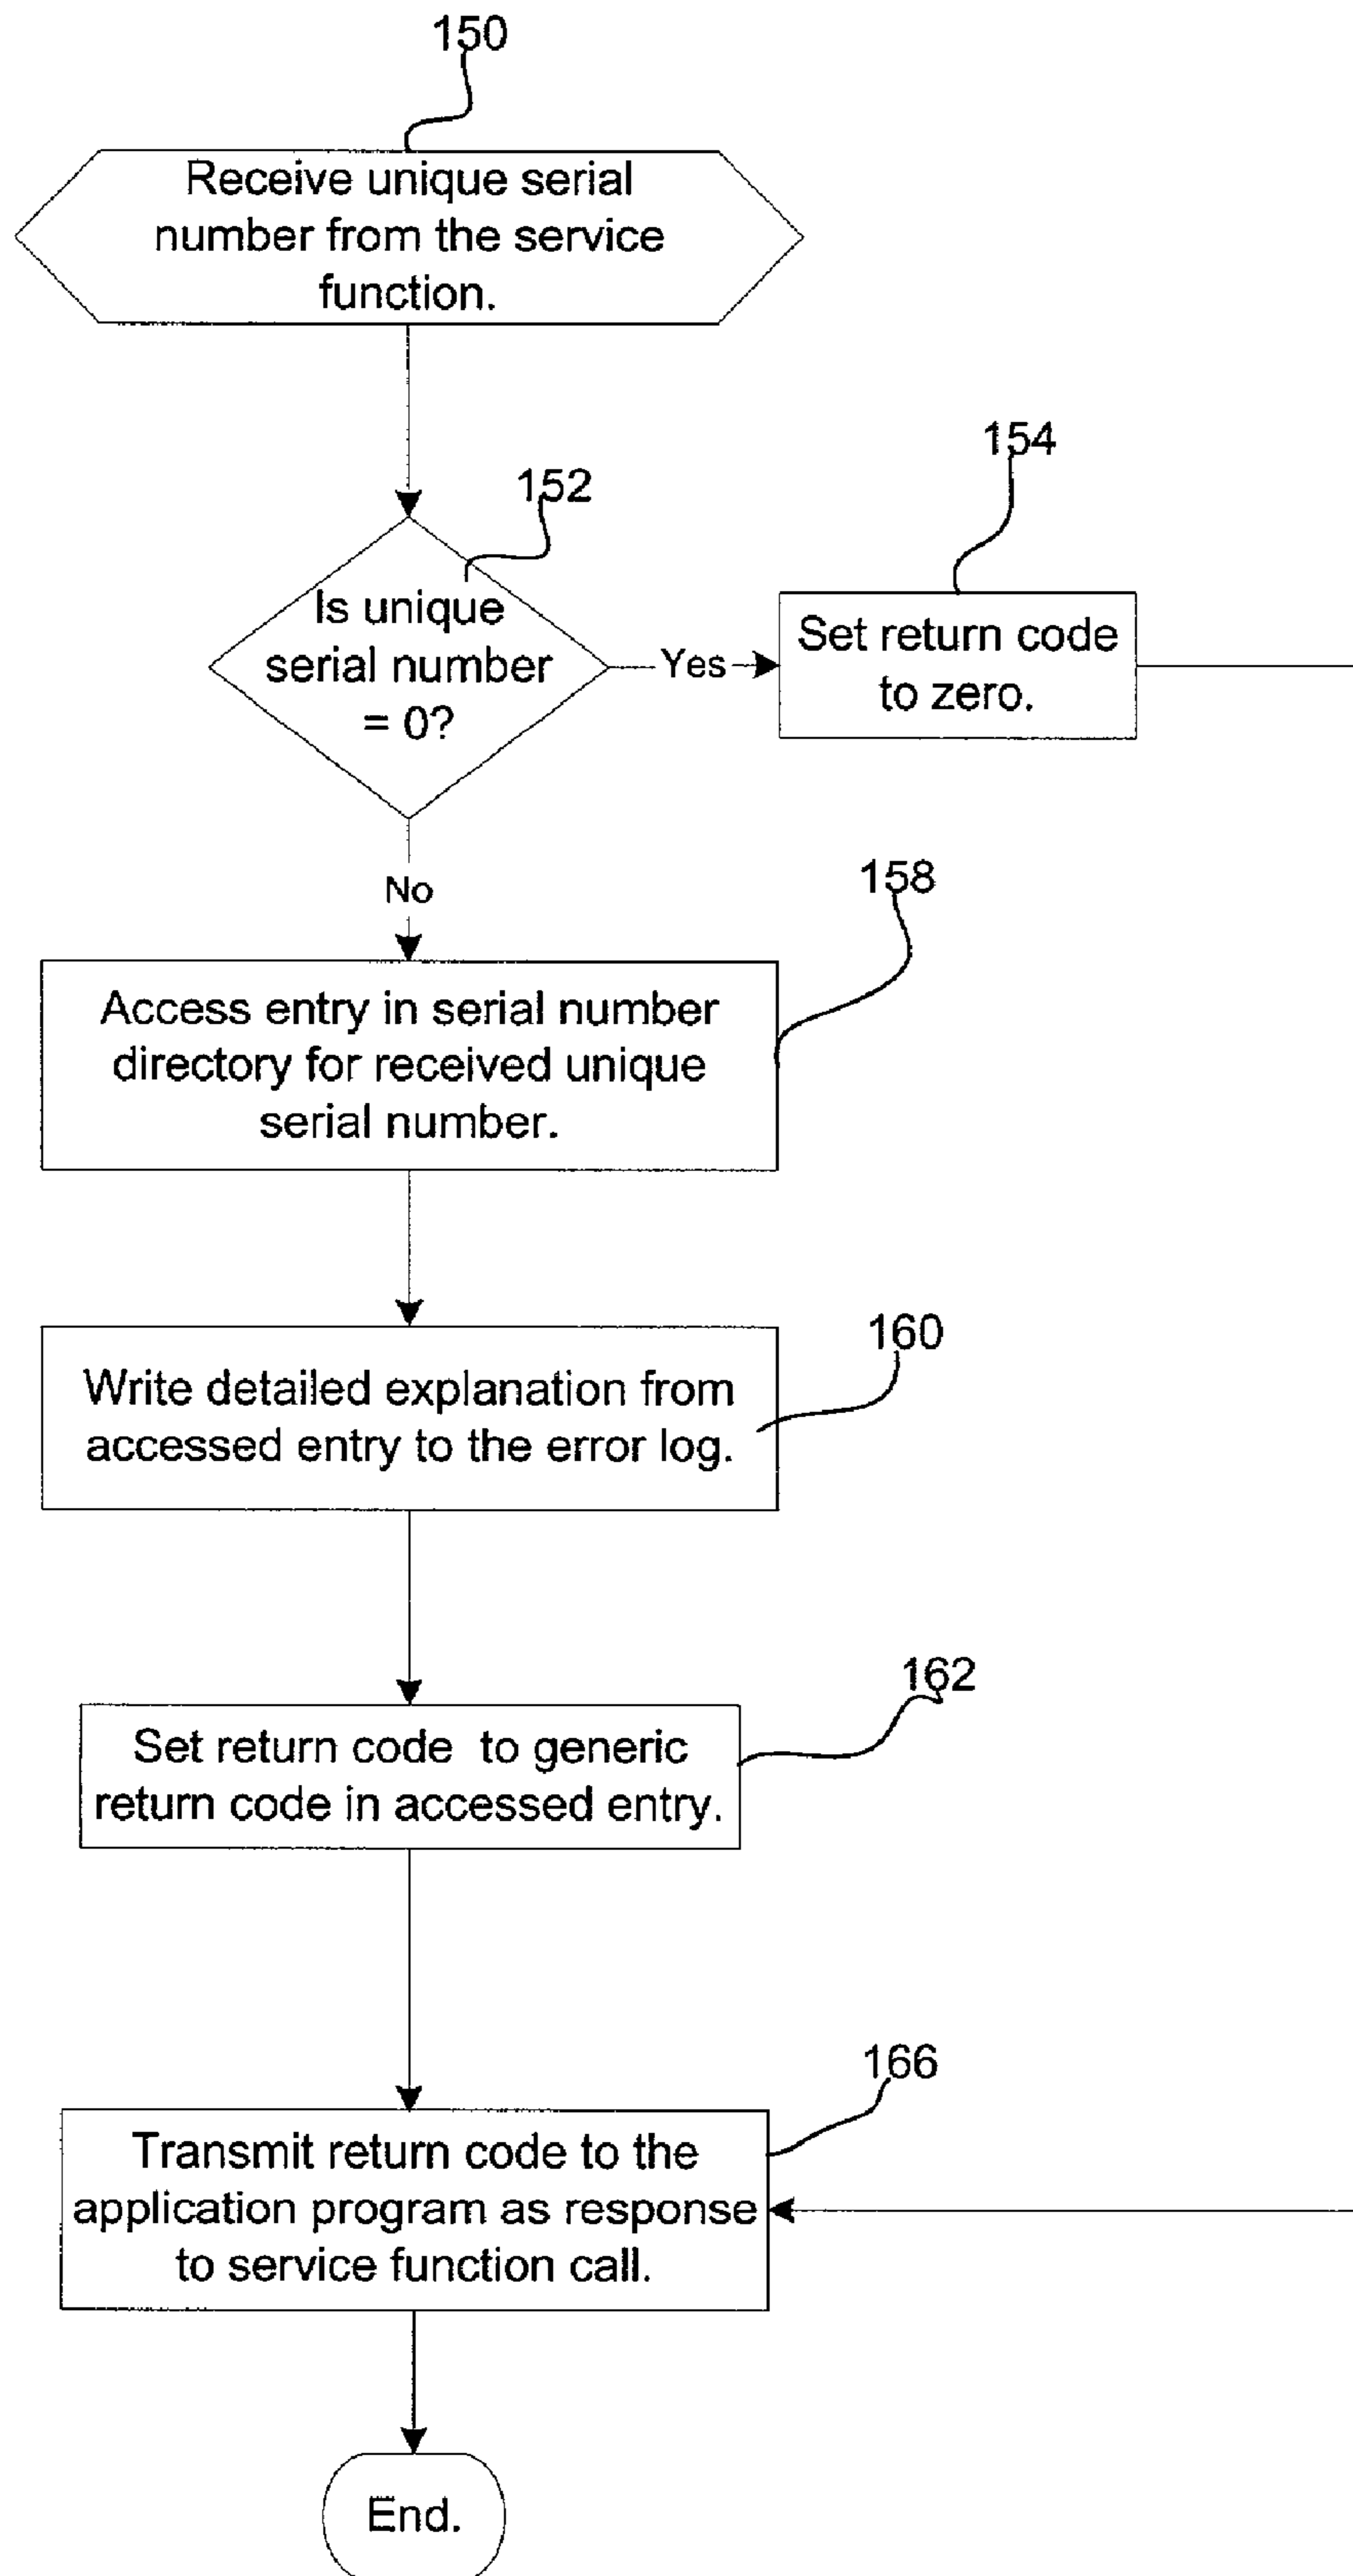 150
Receive unique serial
number from the service
function.
152
Is unique
serial number
= 0?
Yes
154
Set return code
to zero.
No
158
Access entry in serial number
directory for received unique
serial number.
160
Write detailed explanation from
accessed entry to the error log.
162
Set return code to generic
return code in accessed entry.
166
Transmit return code to the
application program as response
to service function call.
End.